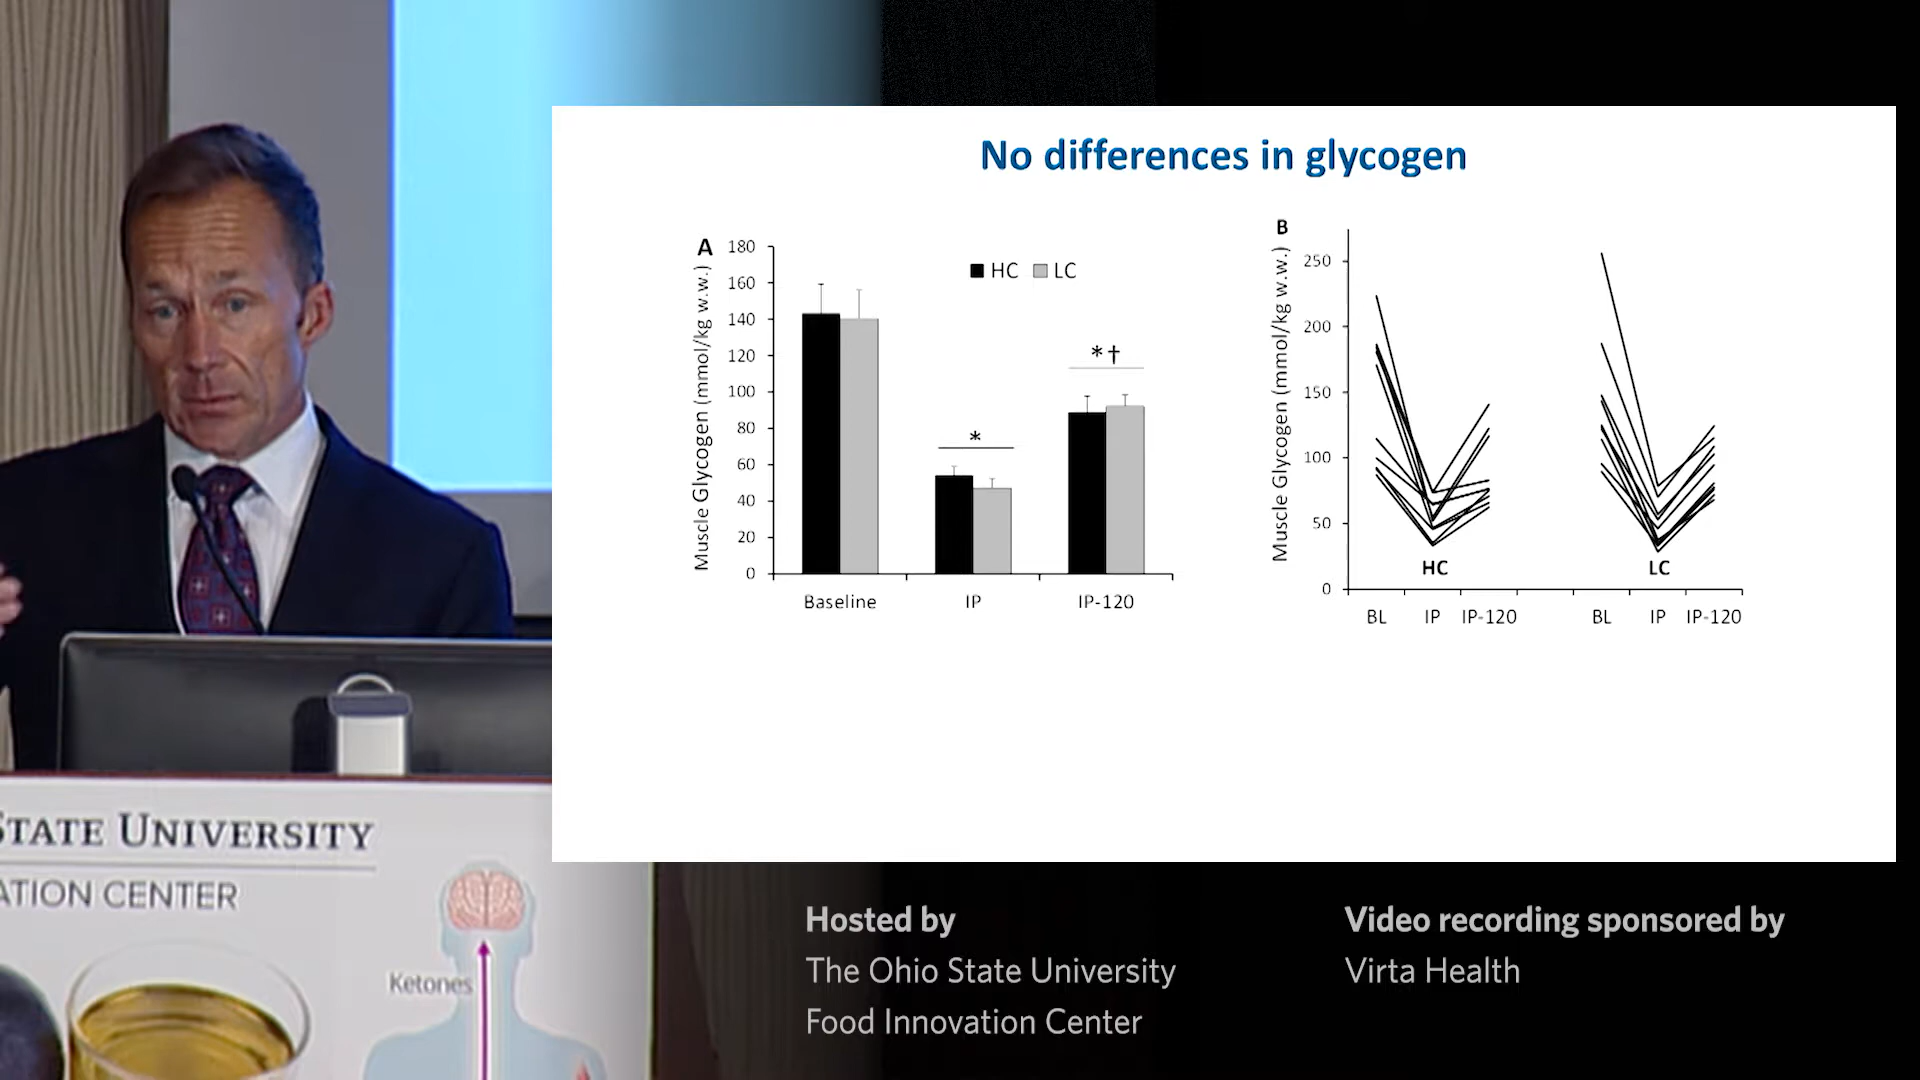 No differences in glycogen
A
Muscle Glycogen (mmol/kg w.w.)
180
160
140
120
100
80
60
40
20
0
HC LC
*
*†
Baseline IP IP-120
B
Muscle Glycogen (mmol/kg w.w.)
250
200
150
100
50
0
HC LC
BL IP IP-120 BL IP IP-120
STATE UNIVERSITY
ATION CENTER
Ketones
Hosted by
The Ohio State University
Food Innovation Center
Video recording sponsored by
Virta Health